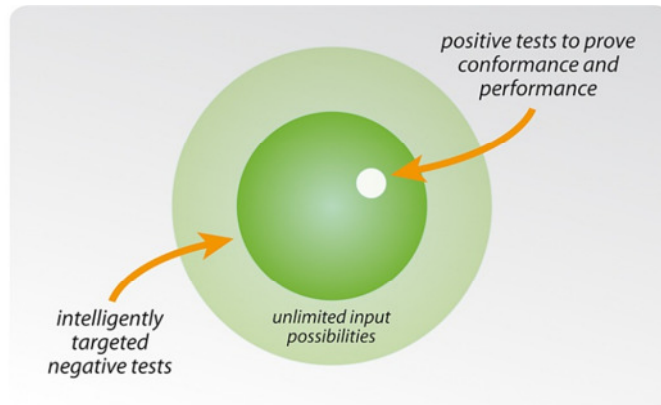 positive tests to prove
conformance and
performance
unlimited input
possibilities
intelligently
targeted
negative tests